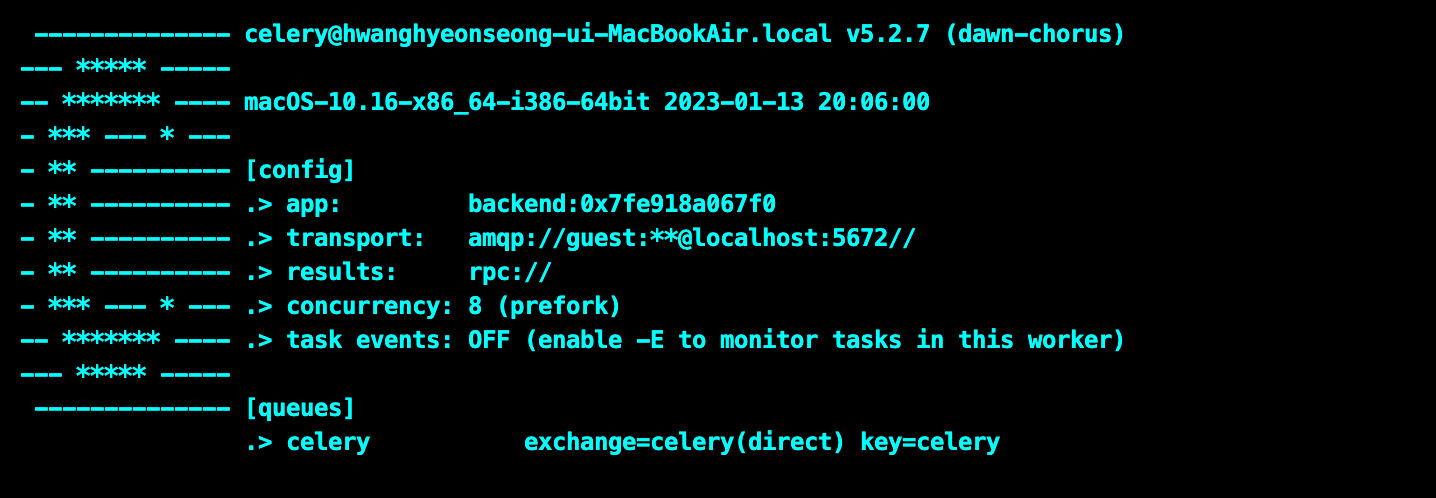 -------------- celery@hwanghyeonseong-ui-MacBookAir.local v5.2.7 (dawn-chorus)
--- ***** -----
-- ******* ---- macOS-10.16-x86_64-i386-64bit 2023-01-13 20:06:00
- *** --- * ---
- ** ---------- [config]
- ** ---------- .> app:         backend:0x7fe918a067f0
- ** ---------- .> transport:   amqp://guest:**@localhost:5672//
- ** ---------- .> results:     rpc://
- *** --- * --- .> concurrency: 8 (prefork)
-- ******* ---- .> task events: OFF (enable -E to monitor tasks in this worker)
--- ***** -----
 -------------- [queues]
                .> celery           exchange=celery(direct) key=celery